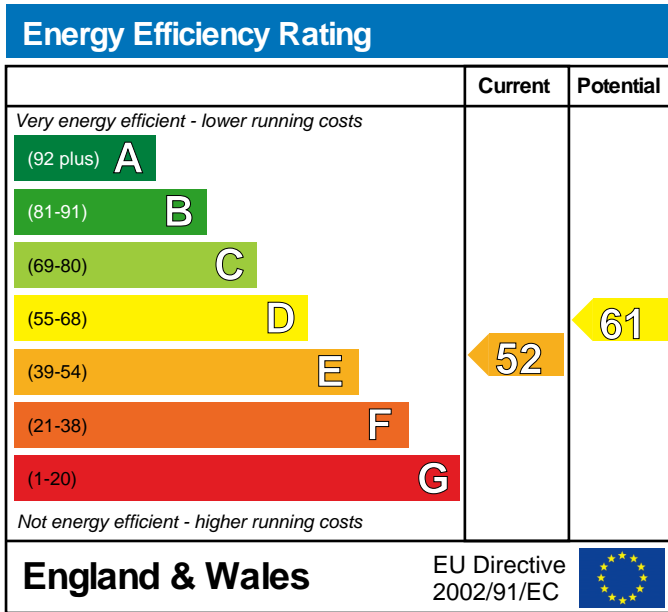 Energy Efficiency Rating
Current Potential
Very energy efficient - lower running costs
(92 plus) A
(81-91) B
(69-80) C
(55-68) D
61
52
(39-54) E
(21-38) F
(1-20) G
Not energy efficient - higher running costs
England & Wales
EU Directive
2002/91/EC